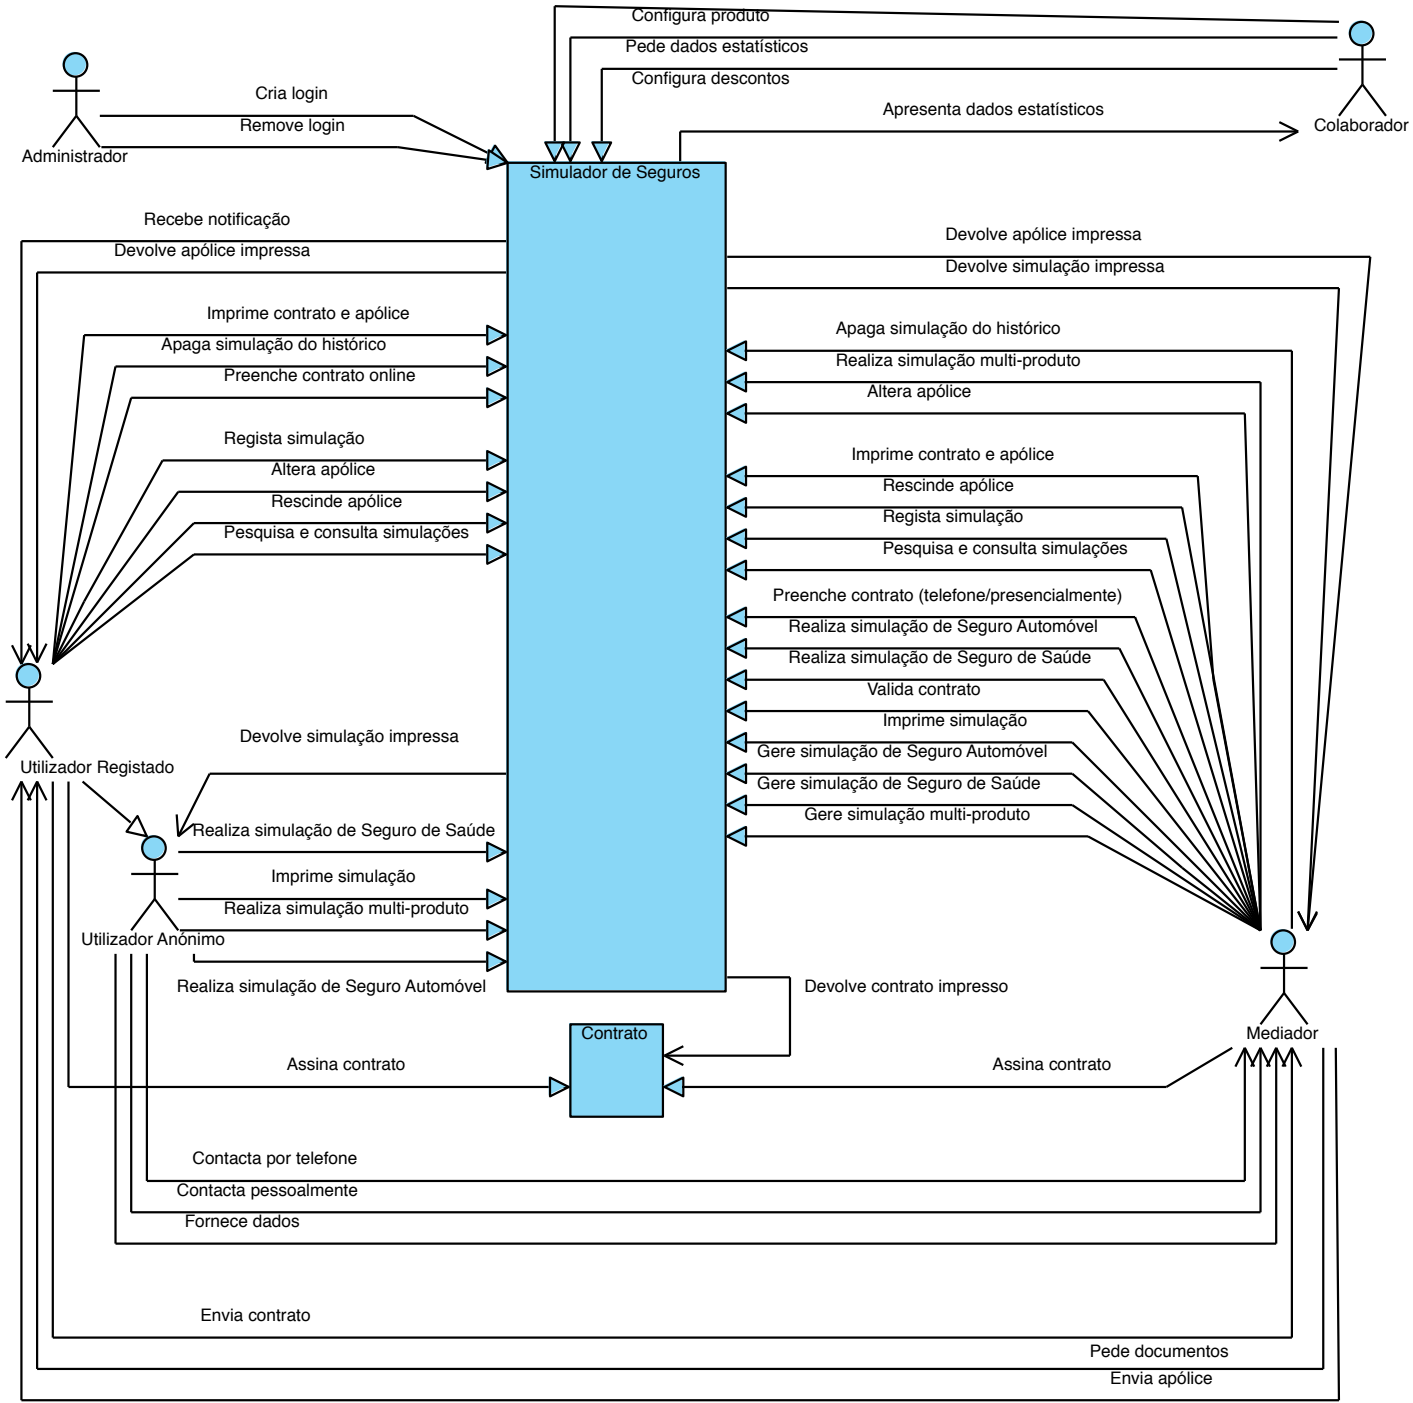 Configura produto
Pede dados estatísticos
Configura descontos
Cria login
Apresenta dados estatísticos
Remove login
Colaborador
Administrador
Simulador de Seguros
Recebe notificação
Devolve apólice impressa
Devolve apólice impressa
Devolve simulação impressa
Imprime contrato e apólice
Apaga simulação do histórico
Preenche contrato online
Apaga simulação do histórico
Realiza simulação multi-produto
Altera apólice
Regista simulação
Altera apólice
Rescinde apólice
Pesquisa e consulta simulações
Imprime contrato e apólice
Rescinde apólice
Regista simulação
Pesquisa e consulta simulações
Preenche contrato (telefone/presencialmente)
Realiza simulação de Seguro Automóvel
Realiza simulação de Seguro de Saúde
Valida contrato
Imprime simulação
Gere simulação de Seguro Automóvel
Gere simulação de Seguro de Saúde
Gere simulação multi-produto
Devolve simulação impressa
Utilizador Registado
Realiza simulação de Seguro de Saúde
Imprime simulação
Realiza simulação multi-produto
Utilizador Anónimo
Realiza simulação de Seguro Automóvel
Devolve contrato impresso
Contrato
Mediador
Assina contrato
Assina contrato
Contacta por telefone
Contacta pessoalmente
Fornece dados
Envia contrato
Pede documentos
Envia apólice